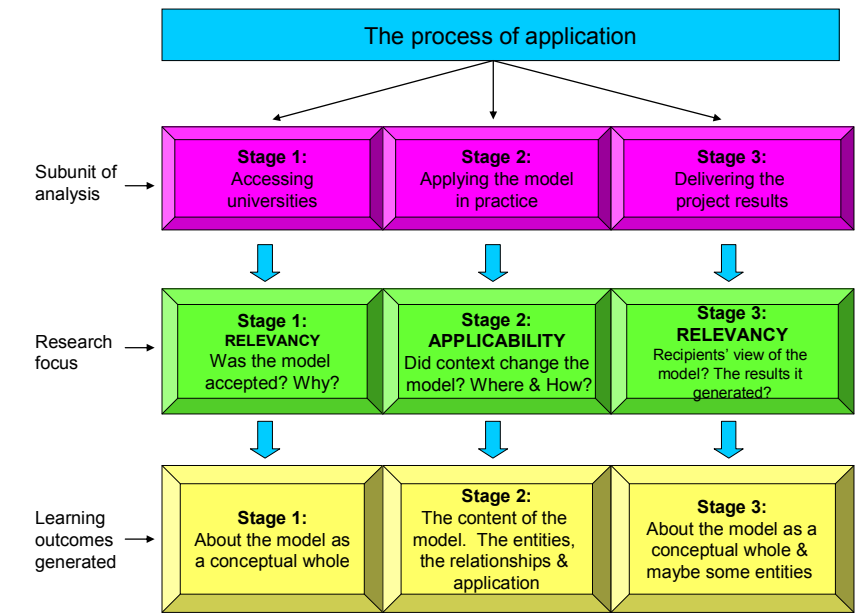 The process of application
Subunit of
analysis
Stage 1:
Accessing
universities
Stage 2:
Applying the model
in practice
Stage 3:
Delivering the
project results
Research
focus
Stage 1:
RELEVANCY
Was the model
accepted? Why?
Stage 2:
APPLICABILITY
Did context change the
model? Where & How?
Stage 3:
RELEVANCY
Recipients' view of the
model? The results it
generated?
Learning
outcomes
generated
Stage 1:
About the model as
a conceptual whole
Stage 2:
The content of the
model.  The entities,
the relationships &
application
Stage 3:
About the model as a
conceptual whole &
maybe some entities